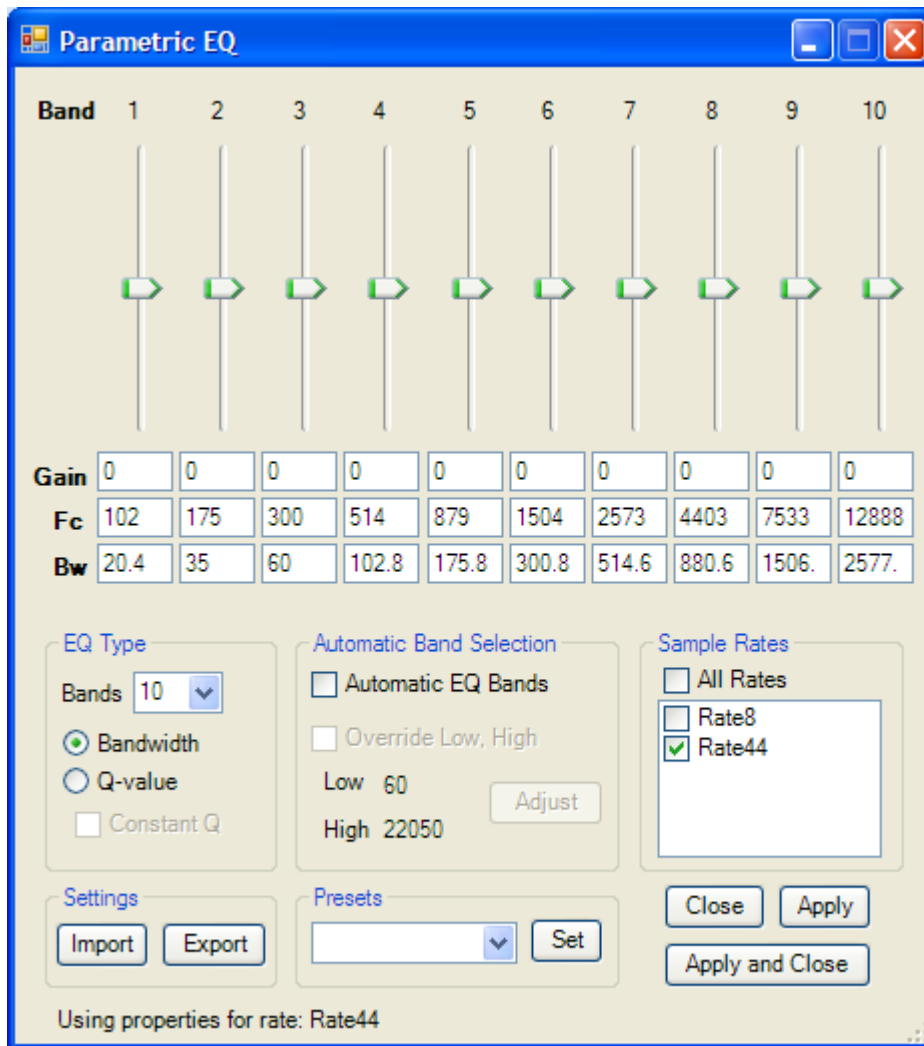 Parametric EQ
Band 1 2 3 4 5 6 7 8 9 10
Gain 0 0 0 0 0 0 0 0 0 0
Fc 102 175 300 514 879 1504 2573 4403 7533 12888
Bw 20.4 35 60 102.8 175.8 300.8 514.6 880.6 1506. 2577.
EQ Type
Bands 10
Bandwidth
Q-value
Constant Q
Automatic Band Selection
Automatic EQ Bands
Override Low, High
Low 60
Adjust
High 22050
Sample Rates
All Rates
Rate8
Rate44
Settings
Import Export
Presets
Set
Close Apply
Apply and Close
Using properties for rate: Rate44